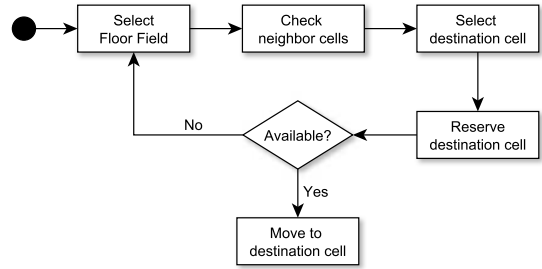 Select
Floor Field
Check
neighbor cells
Select
destination cell
Reserve
destination cell
Available?
No
Yes
Move to
destination cell